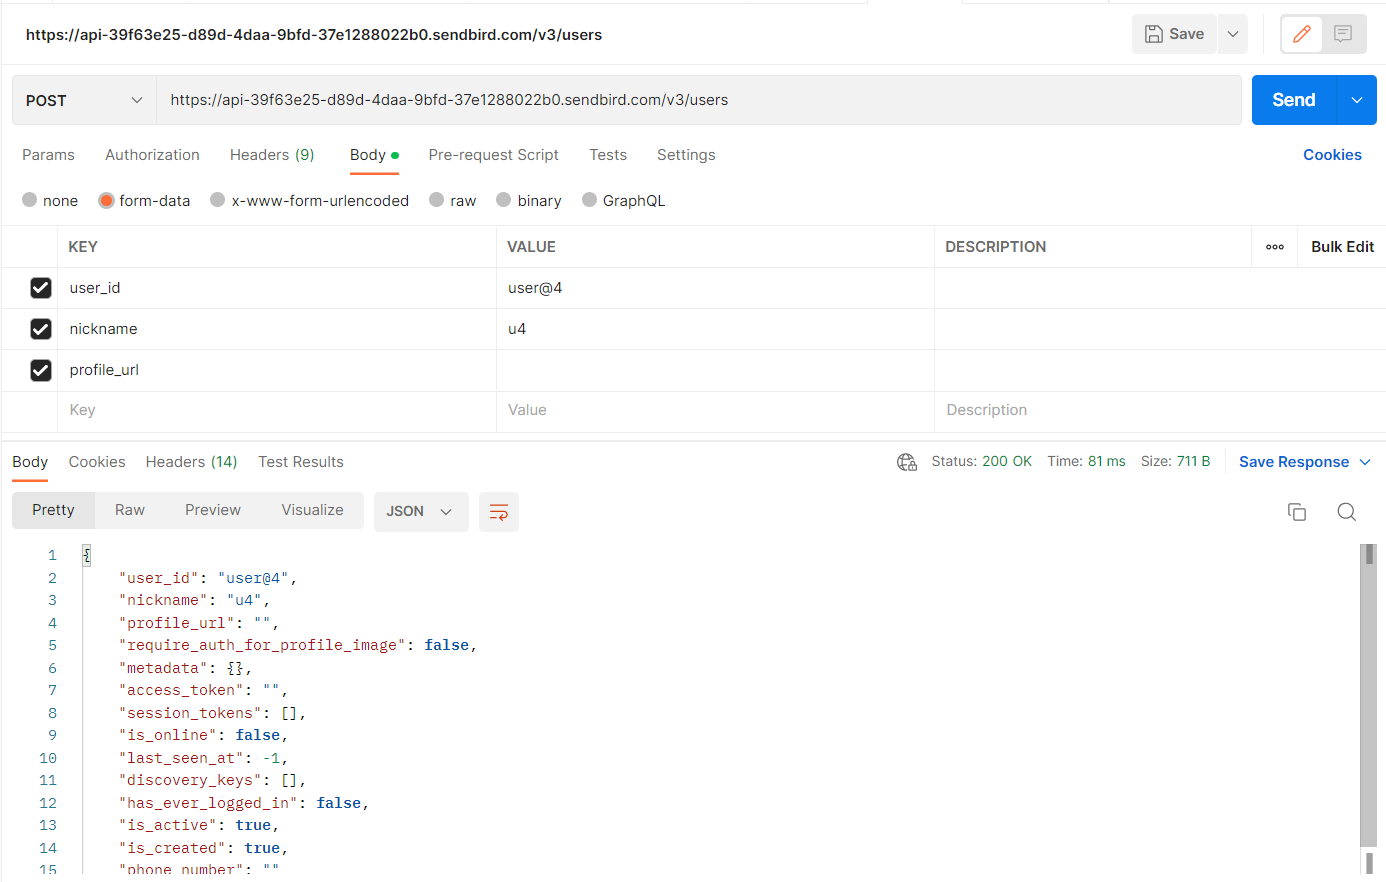 https://api-39f63e25-d89d-4daa-9bfd-37e1288022b0.sendbird.com/v3/users
Save
POST
https://api-39f63e25-d89d-4daa-9bfd-37e1288022b0.sendbird.com/v3/users
Send
Params Authorization Headers (9) Body Pre-request Script Tests Settings Cookies
none form-data x-www-form-urlencoded raw binary GraphQL
KEY VALUE DESCRIPTION Bulk Edit
user_id user@4
nickname u4
profile_url
Key Value Description
Body Cookies Headers (14) Test Results Status: 200 OK Time: 81 ms Size: 711 B Save Response
Pretty Raw Preview Visualize JSON
1 {
2 "user_id": "user@4",
3 "nickname": "u4",
4 "profile_url": "",
5 "require_auth_for_profile_image": false,
6 "metadata": {},
7 "access_token": "",
8 "session_tokens": [],
9 "is_online": false,
10 "last_seen_at": -1,
11 "discovery_keys": [],
12 "has_ever_logged_in": false,
13 "is_active": true,
14 "is_created": true,
15 "phone_number": ""